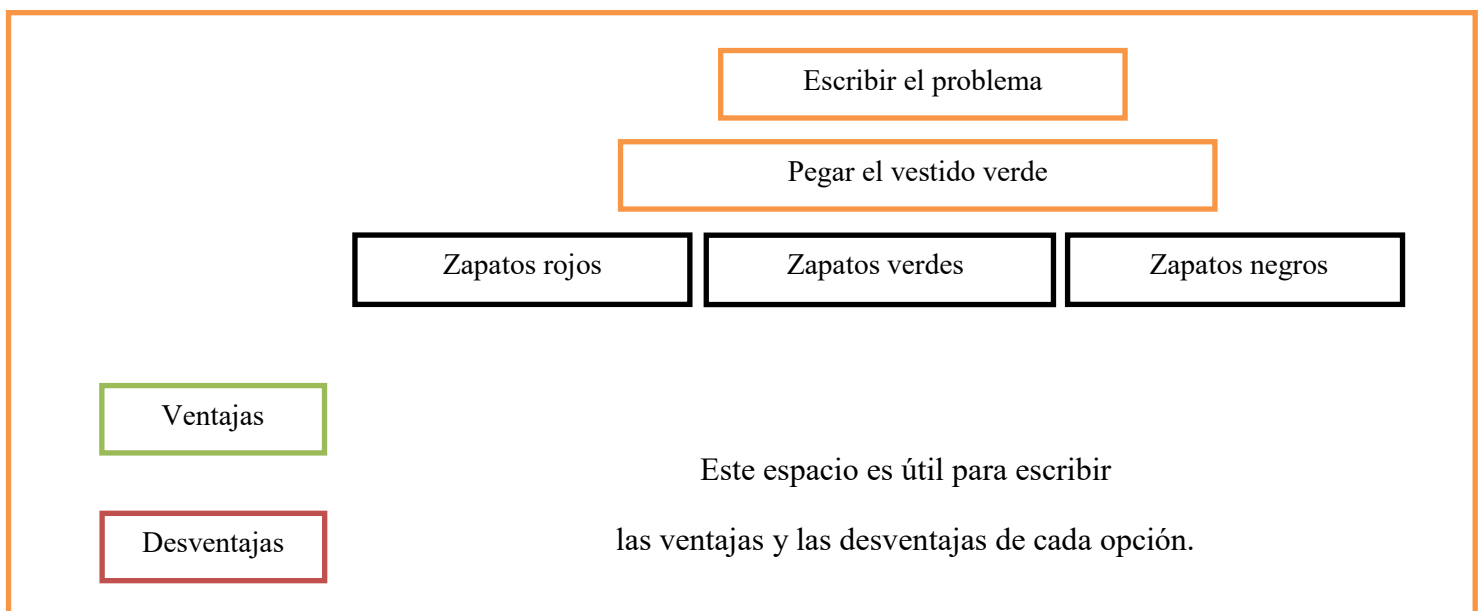 Escribir el problema
Pegar el vestido verde
Zapatos rojos
Zapatos verdes
Zapatos negros
Ventajas
Este espacio es útil para escribir
las ventajas y las desventajas de cada opción.
Desventajas